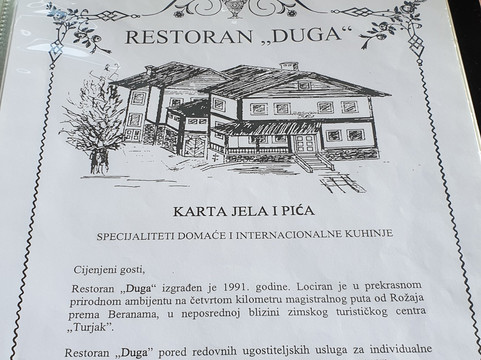 RESTORAN „DUGA“
KARTA JELA I PIĆA
SPECIJALITETI DOMAĆE I INTERNACIONALNE KUHINJE
Cijenjeni gosti,
Restoran „Duga” izgrađen je 1991. godine. Lociran je u prekrasnom
prirodnom ambijentu na četvrtom kilometru magistralnog puta od Rožaja
prema Beranama, u neposrednoj blizini zimskog turističkog centra
„Turjak”.
Restoran „Duga” pored redovnih ugostiteljskih usluga za individualne